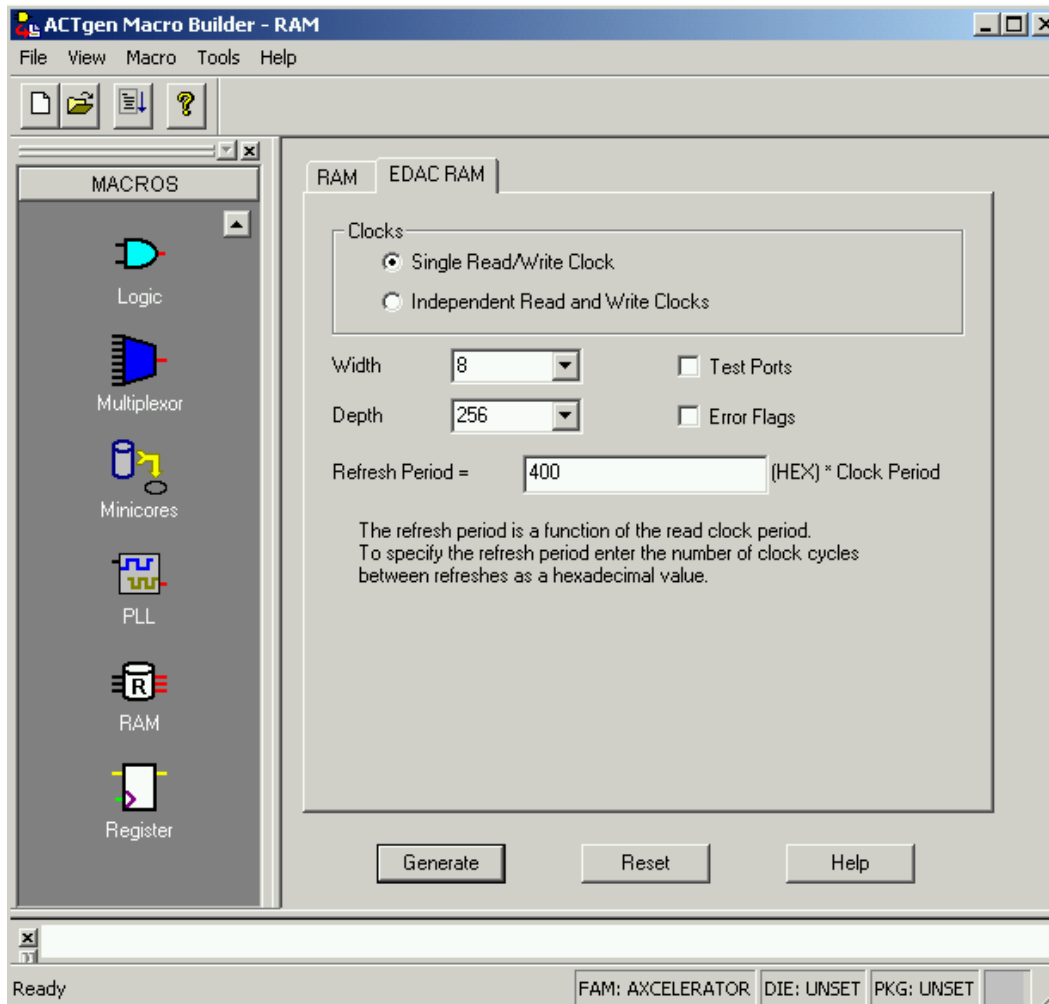 ACTgen Macro Builder - RAM
File View Macro Tools Help
MACROS
Logic
Multiplexor
Minicores
PLL
R
RAM
Register
RAM
EDAC RAM
Clocks
Single Read/Write Clock
Independent Read and Write Clocks
Width 8 Test Ports
Depth 256 Error Flags
Refresh Period = 400 (HEX) * Clock Period
The refresh period is a function of the read clock period.
To specify the refresh period enter the number of clock cycles
between refreshes as a hexadecimal value.
Generate Reset Help
Ready FAM: AXCELERATOR DIE: UNSET PKG: UNSET